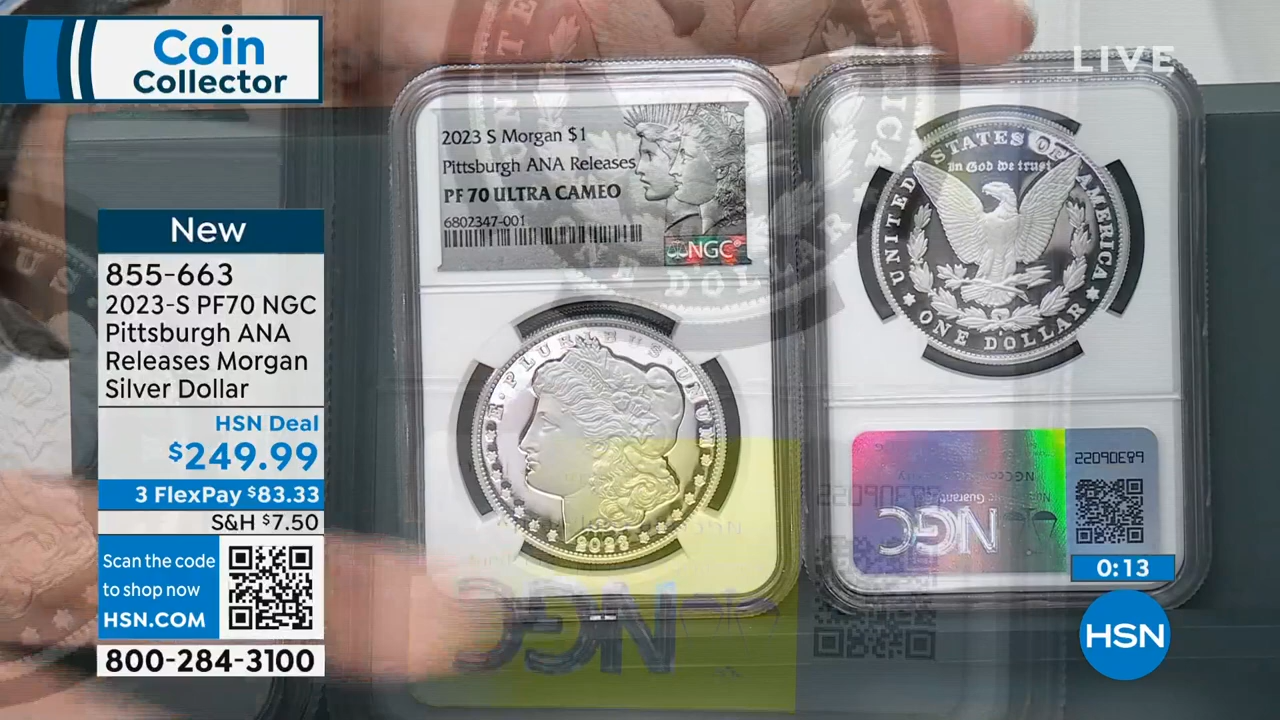 Coin
Collector
LIVE
New
855-663
2023-S PF70 NGC
Pittsburgh ANA
Releases Morgan
Silver Dollar
HSN Deal
$249.99
3 FlexPay $83.33
S&H $7.50
Scan the code
to shop now
HSN.COM
800-284-3100
2023 S Morgan $1
Pittsburgh ANA Releases
PF 70 ULTRA CAMEO
6802347-001
NGC
E PLURIBUS UNUM
2023
UNITED STATES OF AMERICA
In God we trust
ONE DOLLAR
NGC
0:13
HSN
AMERICA
DOLLAR
NGC